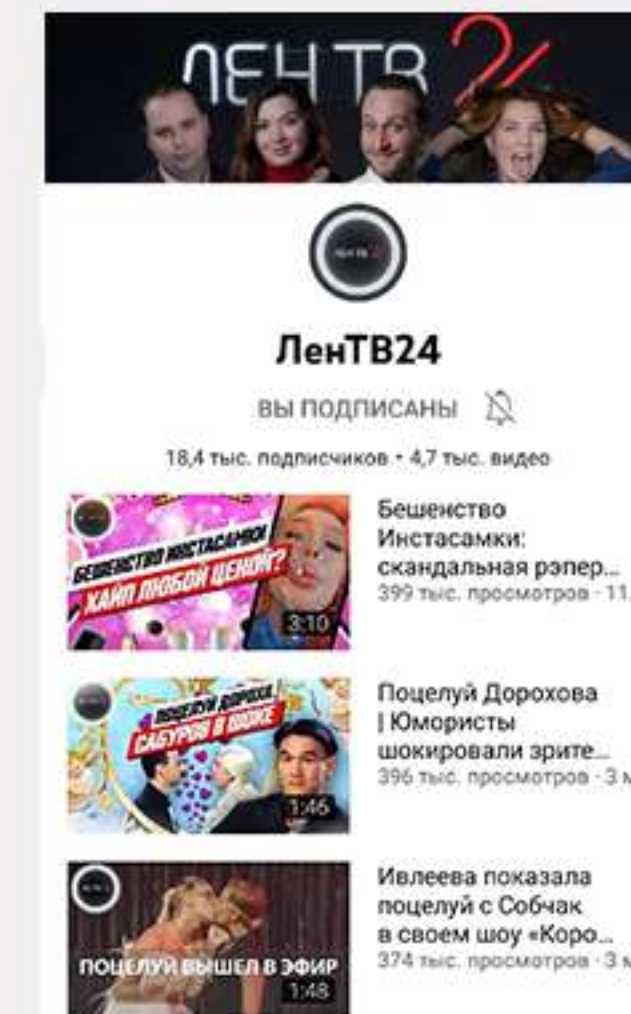 ЛЕНТВ 24
ЛенТВ24
ВЫ ПОДПИСАНЫ
18,4 тыс. подписчиков • 4,7 тыс. видео
БЕШЕНСТВО ИНСТАСАМКИ
ХАЙП ЛЮБОЙ ЦЕНОЙ?
3:10
Бешенство
Инстасамки:
скандальная рэпер...
399 тыс. просмотров · 11
ПОЦЕЛУЙ ДОРОХА
САБУРОВ В ШОКЕ
1:46
Поцелуй Дорохова
| Юмористы
шокировали зрите...
396 тыс. просмотров · 3 м
ПОЦЕЛУЙ ВЫШЕЛ В ЭФИР
1:48
Ивлеева показала
поцелуй с Собчак
в своем шоу «Коро...
374 тыс. просмотров · 3 м